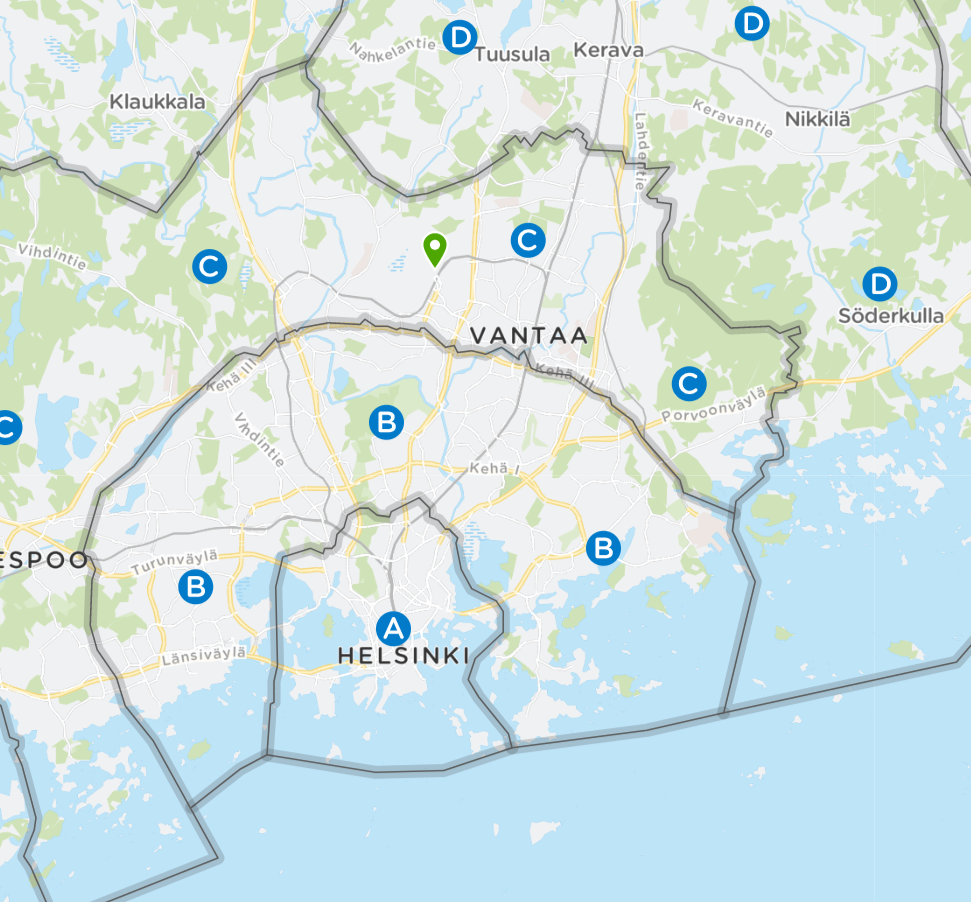 D
D
Nahkelantie
Tuusula
Kerava
Klaukkala
Keravantie
Nikkilä
Lahdentie
Vihdintie
C
C
D
Söderkulla
VANTAA
Kehä III
Kehä III
C
Porvoonväylä
C
B
Vihdintie
Kehä I
B
ESPOO
Turunväylä
B
A
HELSINKI
Länsiväylä